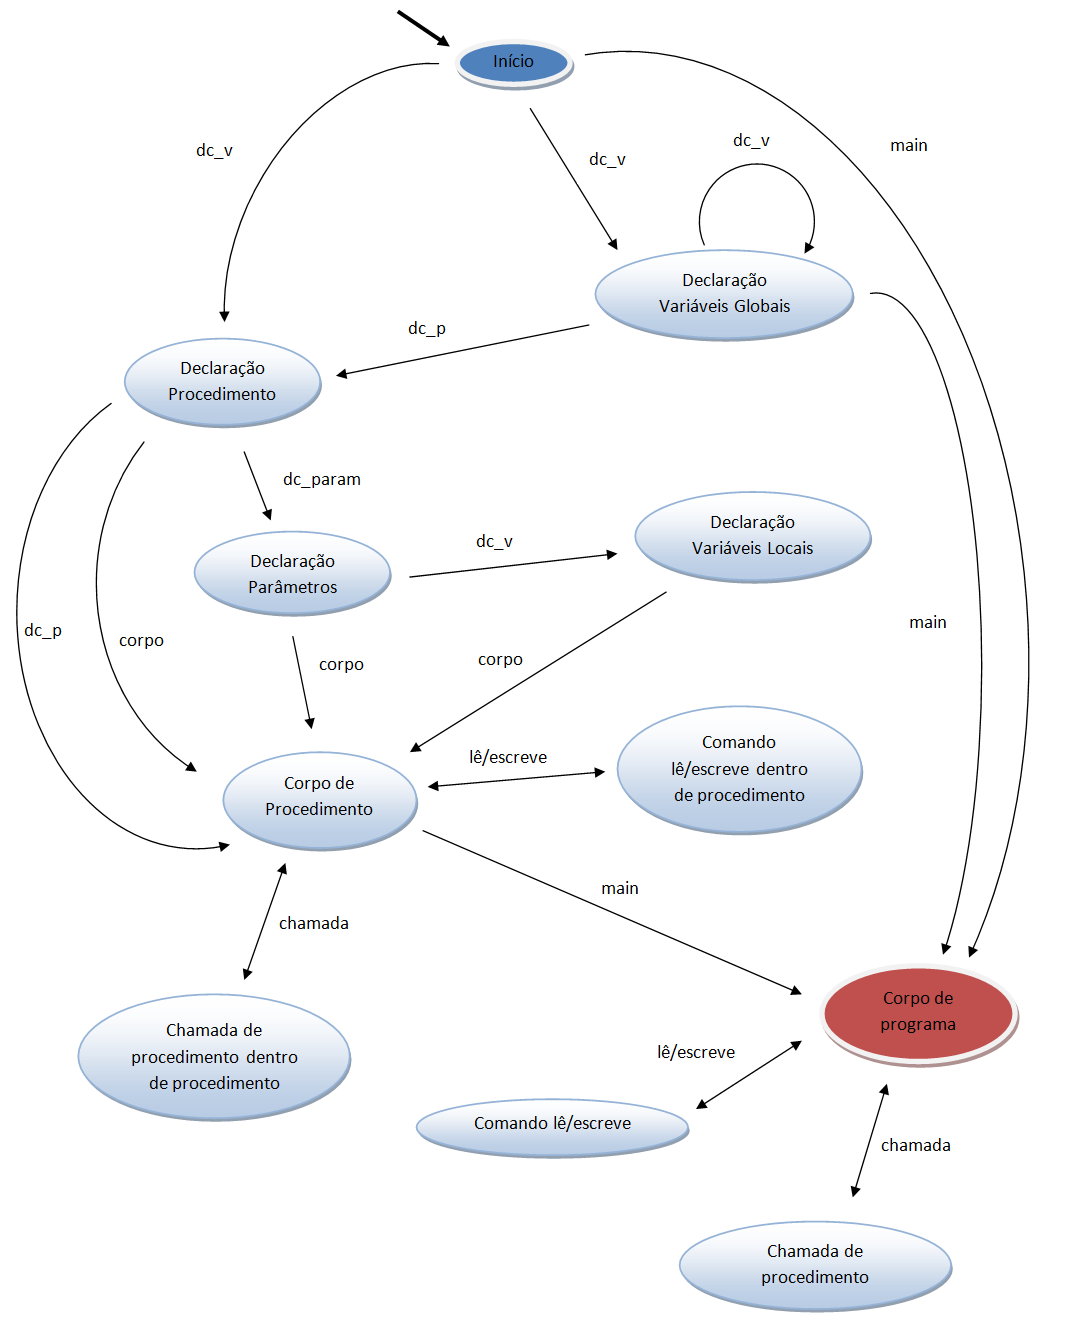 Início
main
dc_v
dc_v
dc_v
Declaração
Variáveis Globais
dc_p
Declaração
Procedimento
dc_param
Declaração
Variáveis Locais
dc_v
Declaração
Parâmetros
main
dc_p
corpo
corpo
corpo
Comando
lê/escreve dentro
de procedimento
lê/escreve
Corpo de
Procedimento
main
chamada
Corpo de
programa
Chamada de
procedimento dentro
de procedimento
lê/escreve
Comando lê/escreve
chamada
Chamada de
procedimento